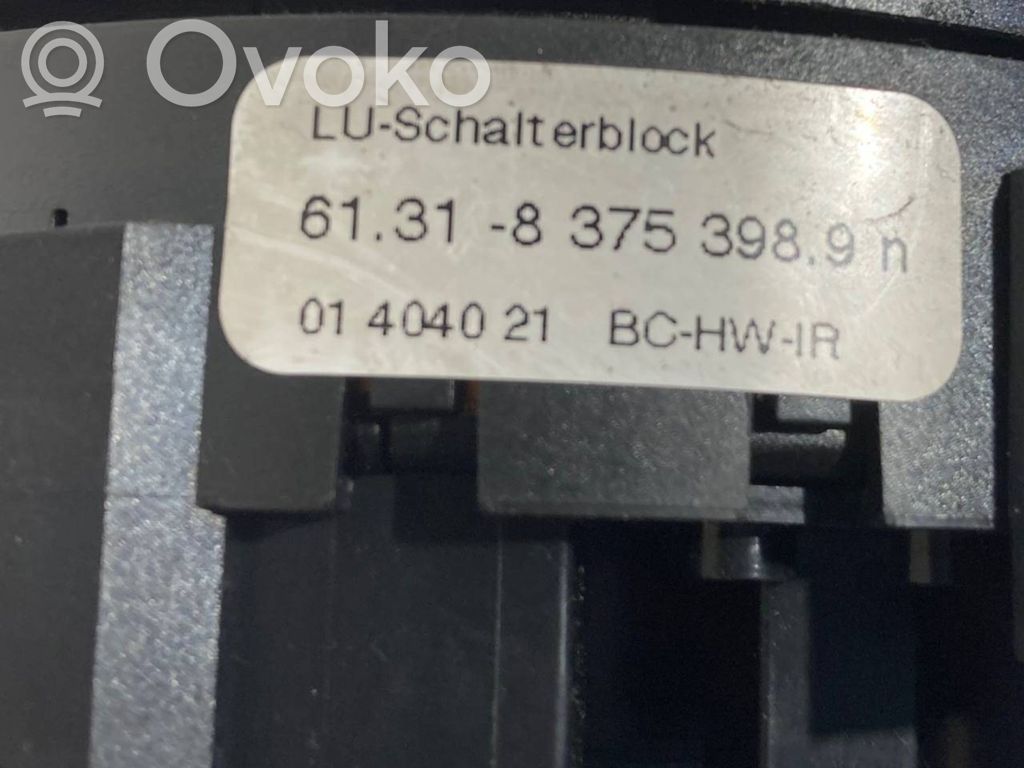 Ovoko
LU-Schalterblock
61.31 -8 375 398.9 n
01 4040 21 BC-HW-IR